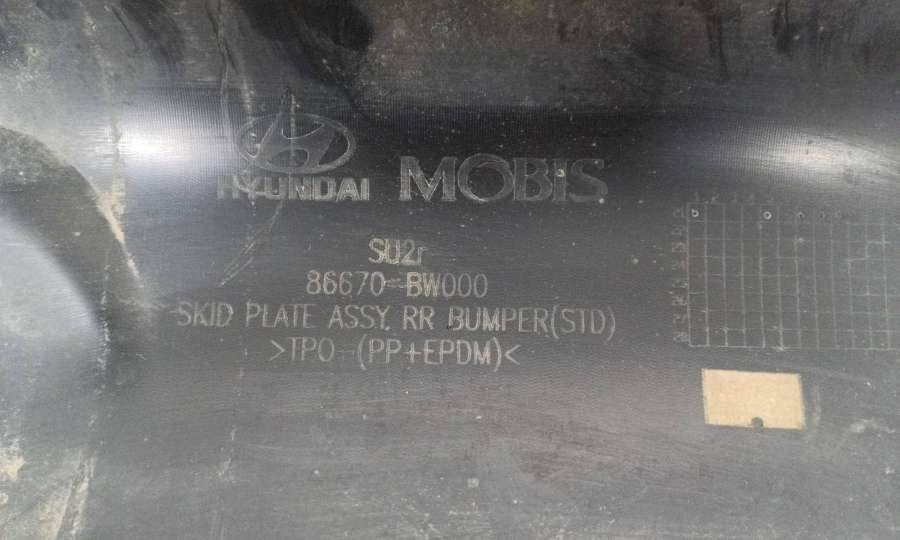 HYUNDAI MOBIS
SU2r
86670-BW000
SKID PLATE ASSY, RR BUMPER(STD)
>TPO-(PP+EPDM)<